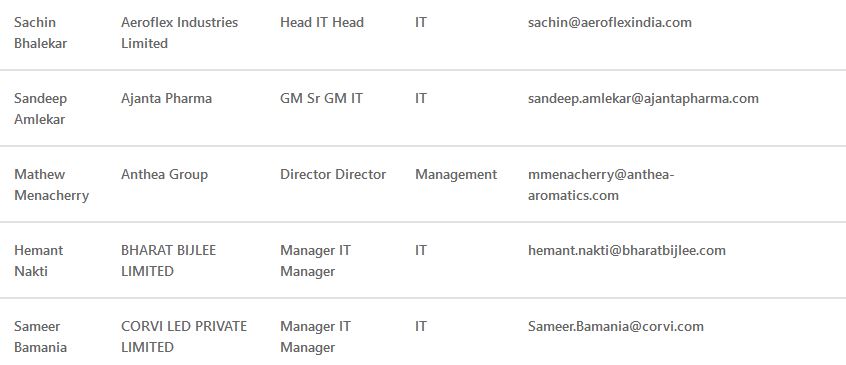 Sachin Aeroflex Industries Head IT Head IT sachin@aeroflexindia.com
Bhalekar Limited
Sandeep Ajanta Pharma GM Sr GM IT IT sandeep.amlekar@ajantapharma.com
Amlekar
Mathew Anthea Group Director Director Management mmenacherry@anthea-
Menacherry aromatics.com
Hemant BHARAT BIJLEE Manager IT IT hemant.nakti@bharatbijlee.com
Nakti LIMITED Manager
Sameer CORVI LED PRIVATE Manager IT IT Sameer.Bamania@corvi.com
Bamania LIMITED Manager